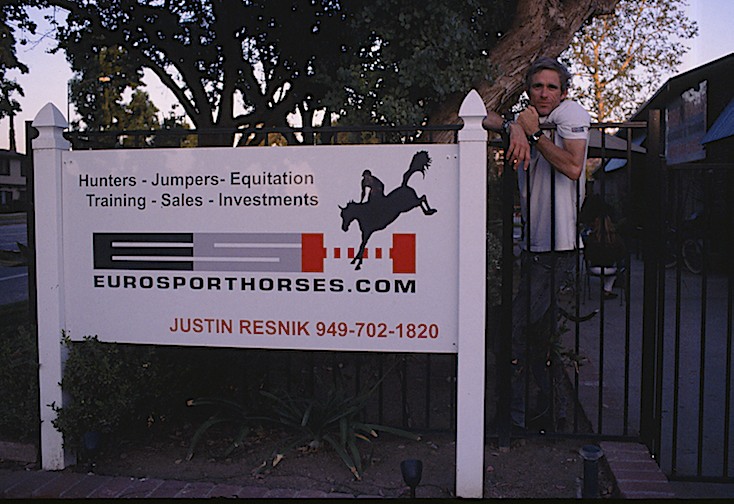 Hunters - Jumpers- Equitation
Training - Sales - Investments
EUROSPORTHORSES.COM
JUSTIN RESNIK 949-702-1820